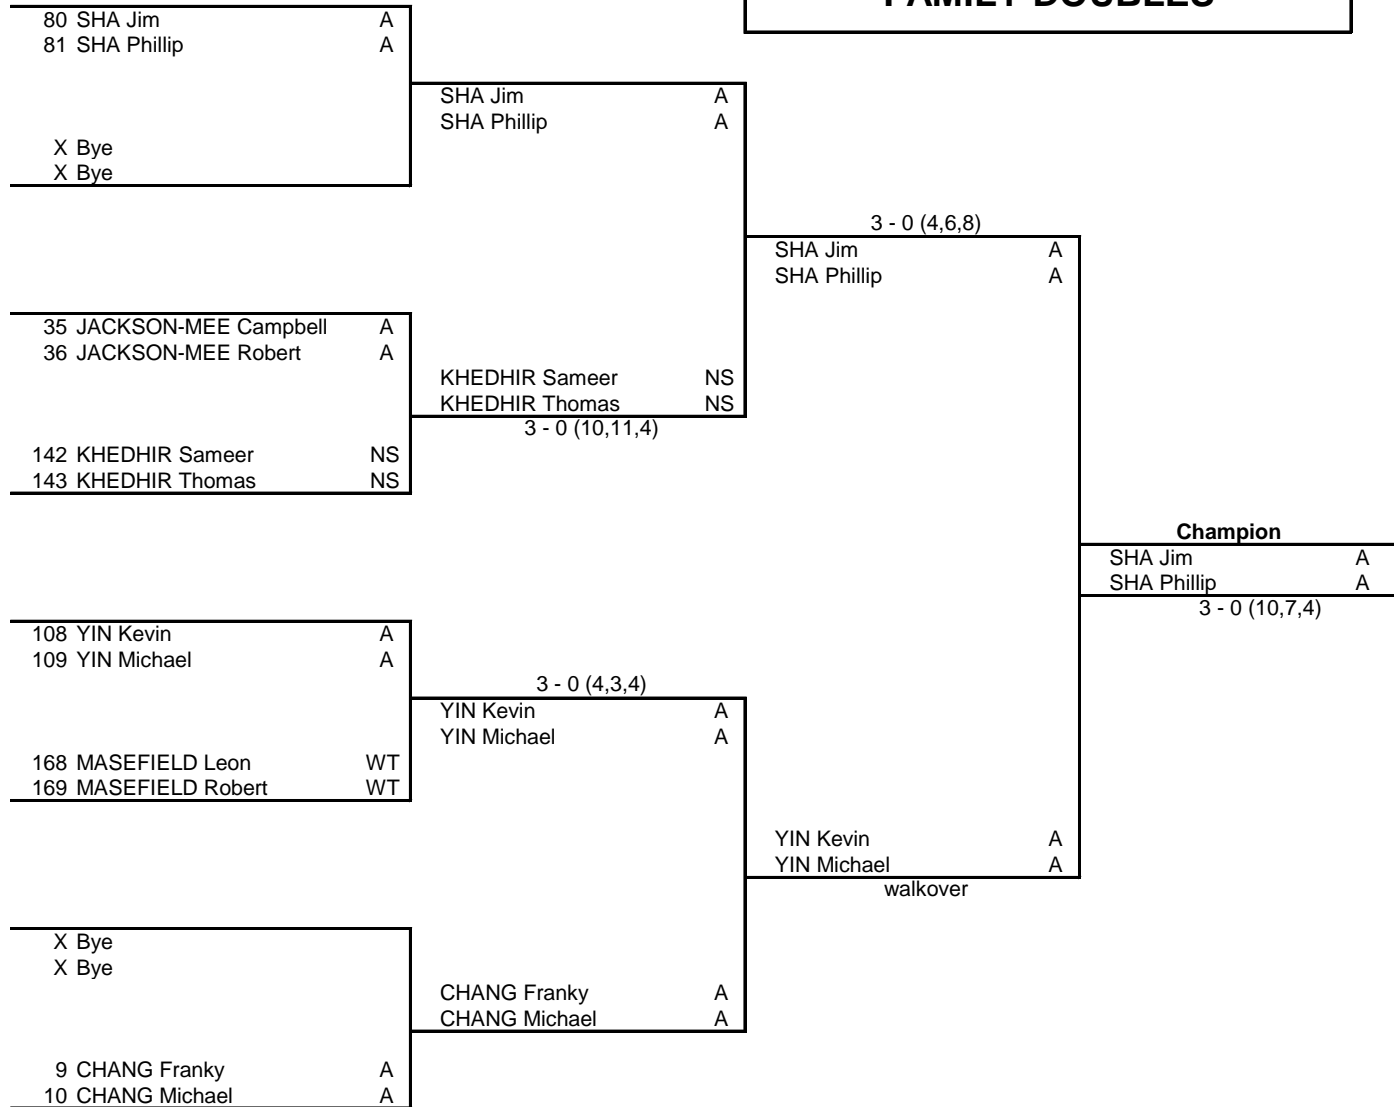 FAMILY DOUBLES
80 SHA Jim A
81 SHA Phillip A
X Bye
X Bye
35 JACKSON-MEE Campbell A
36 JACKSON-MEE Robert A
142 KHEDHIR Sameer NS
143 KHEDHIR Thomas NS
108 YIN Kevin A
109 YIN Michael A
168 MASEFIELD Leon WT
169 MASEFIELD Robert WT
X Bye
X Bye
9 CHANG Franky A
10 CHANG Michael A
SHA Jim A
SHA Phillip A
KHEDHIR Sameer NS
KHEDHIR Thomas NS
3 - 0 (10,11,4)
3 - 0 (4,3,4)
YIN Kevin A
YIN Michael A
CHANG Franky A
CHANG Michael A
3 - 0 (4,6,8)
SHA Jim A
SHA Phillip A
YIN Kevin A
YIN Michael A
walkover
Champion
SHA Jim A
SHA Phillip A
3 - 0 (10,7,4)